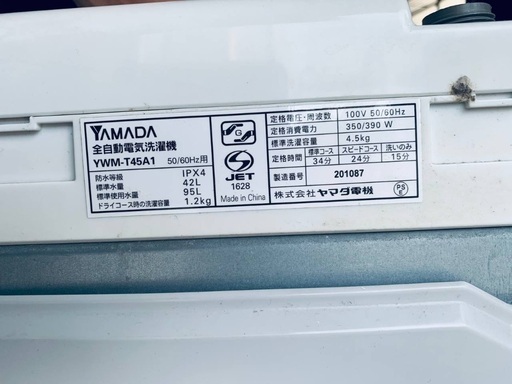 YAMADA
全自動電気洗濯機
YWM-T45A1 50/60Hz用
防水等級 IPX4
標準水量 42L
標準使用水量 95L
ドライコース時の洗濯容量 1.2kg
G
S
JET
1628
Made in China
定格電圧・周波数 100V 50/60Hz
定格消費電力 350/390 W
標準洗濯容量 4.5kg
定格時間 標準コース スピードコース 洗いのみ
34分 24分 15分
製造番号 201087
株式会社ヤマダ電機
PS
E